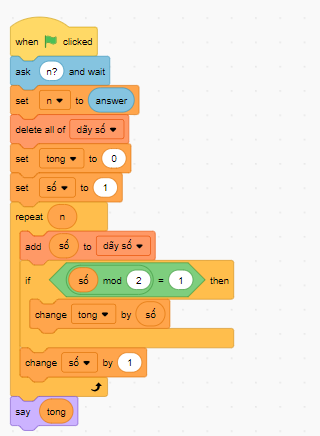 when clicked
ask n? and wait
set n to answer
delete all of dãy số
set tong to 0
set số to 1
repeat n
add số to dãy số
if số mod 2 = 1 then
change tong by số
change số by 1
say tong